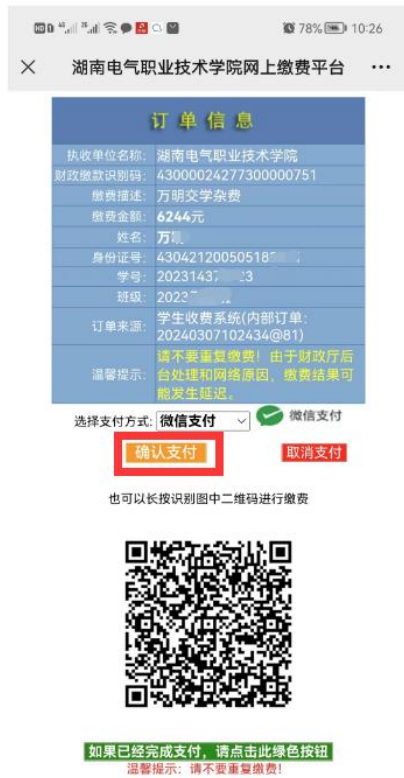 78% 10:26
湖南电气职业技术学院网上缴费平台
订单信息
执收单位名称: 湖南电气职业技术学院
财政缴款识别码: 43000024277300000751
缴费描述: 万明交学杂费
缴费金额: 6244元
姓名: 万
身份证号: 43042120050518
学号: 20231437 23
班级: 2023
订单来源: 学生收费系统(内部订单:
20240307102434@81)
请不要重复缴费！由于财政厅后
温馨提示: 台处理和网络原因，缴费结果可
能发生延迟。
选择支付方式: 微信支付 微信支付
确认支付 取消支付
也可以长按识别图中二维码进行缴费
如果已经完成支付，请点击此绿色按钮
温馨提示: 请不要重复缴费!